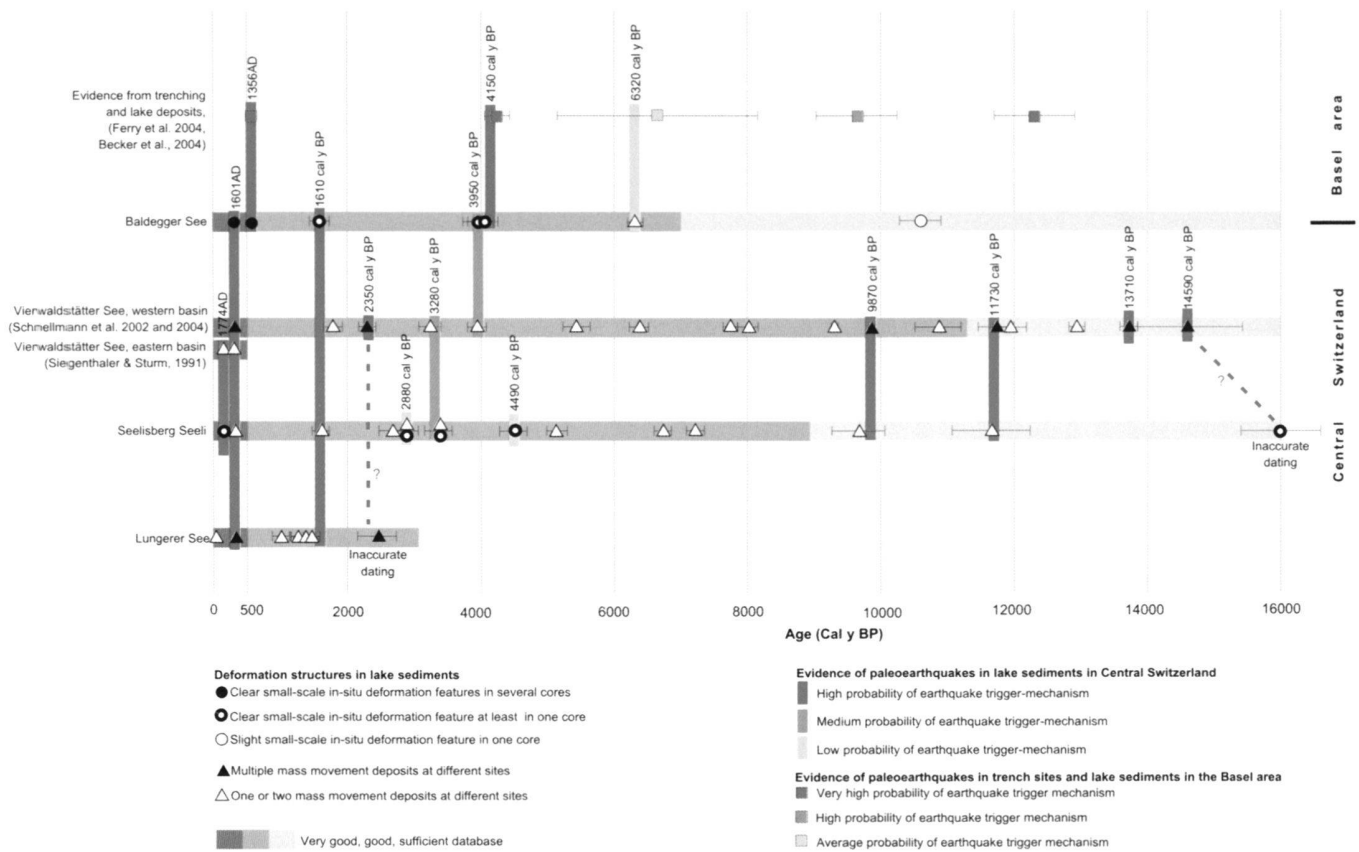 Evidence from trenching
and lake deposits,
(Ferry et al. 2004,
Becker et al., 2004)
1356AD
4150 cal y BP
6320 cal y BP
Basel area
1601AD
1610 cal y BP
3950 cal y BP
Baldegger See
1774AD
2350 cal y BP
3280 cal y BP
9870 cal y BP
11730 cal y BP
13710 cal y BP
14590 cal y BP
Central Switzerland
Vierwaldstätter See, western basin
(Schnellmann et al. 2002 and 2004)
Vierwaldstätter See, eastern basin
(Siegenthaler & Sturm, 1991)
?
2880 cal y BP
4490 cal y BP
Seelisberg Seeli
Inaccurate
dating
?
Lungerer See
Inaccurate
dating
0 500 2000 4000 6000 8000 10000 12000 14000 16000
Age (Cal y BP)
Deformation structures in lake sediments
Clear small-scale in-situ deformation features in several cores
Clear small-scale in-situ deformation feature at least in one core
Slight small-scale in-situ deformation feature in one core
Multiple mass movement deposits at different sites
One or two mass movement deposits at different sites
Very good, good, sufficient database
Evidence of paleoearthquakes in lake sediments in Central Switzerland
High probability of earthquake trigger-mechanism
Medium probability of earthquake trigger-mechanism
Low probability of earthquake trigger-mechanism
Evidence of paleoearthquakes in trench sites and lake sediments in the Basel area
Very high probability of earthquake trigger mechanism
High probability of earthquake trigger mechanism
Average probability of earthquake trigger mechanism